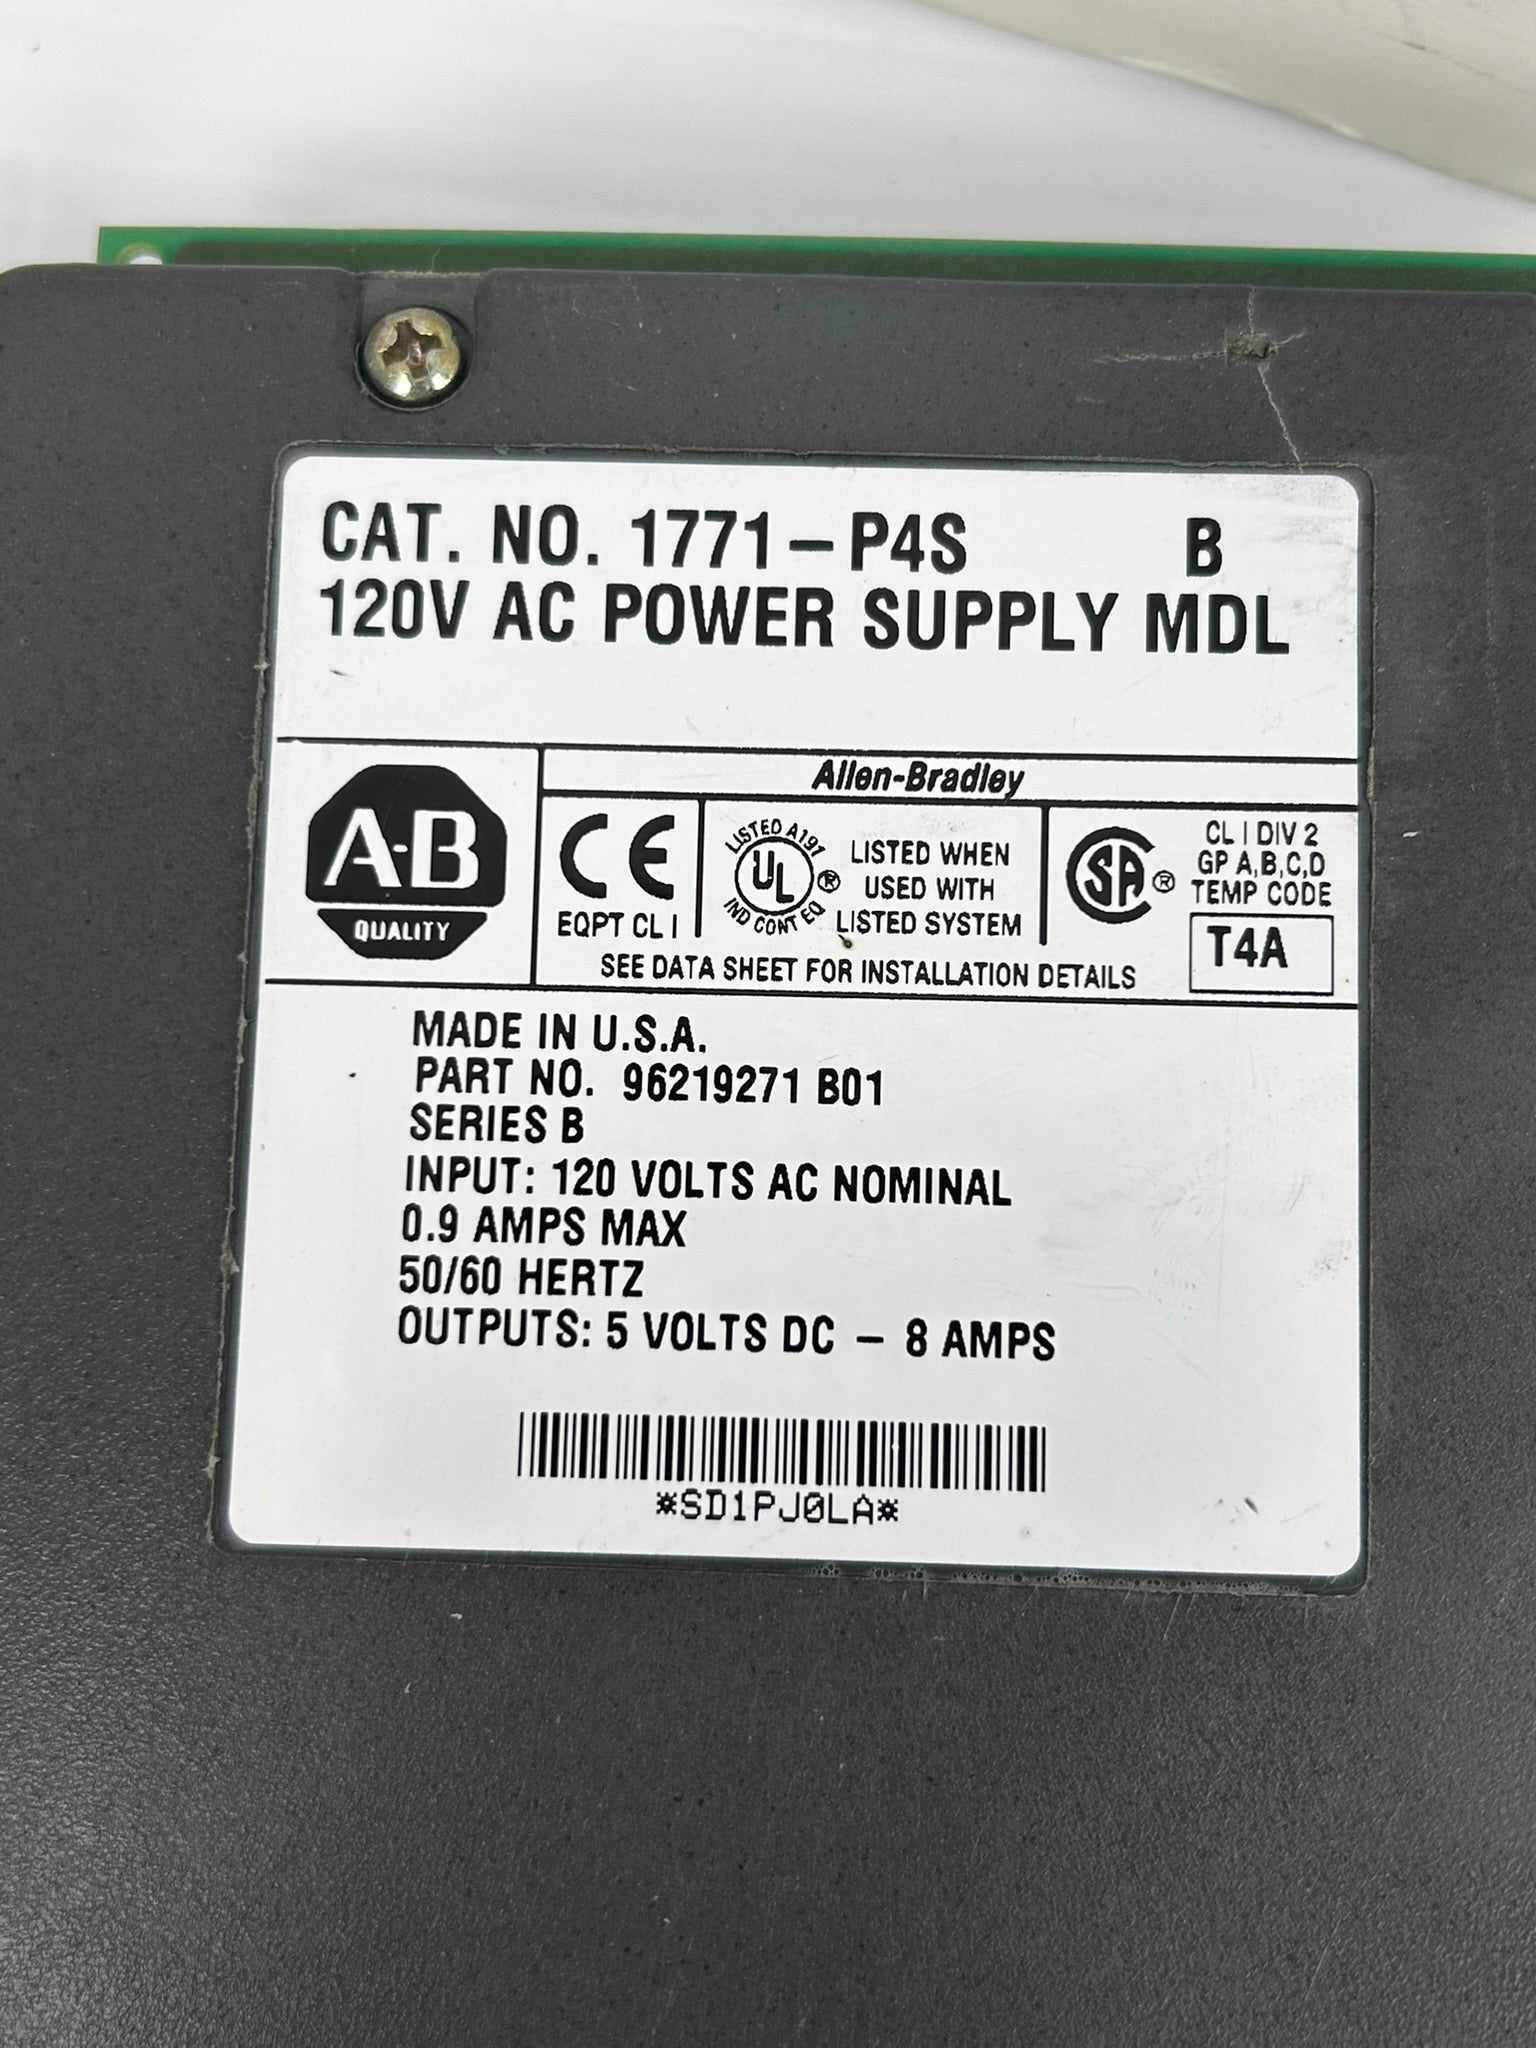 CAT. NO. 1771-P4S B
120V AC POWER SUPPLY MDL
Allen-Bradley
A-B
QUALITY
CE
EQPT CL I
LISTED A197
UL ®
IND CONT EQ
LISTED WHEN
USED WITH
LISTED SYSTEM
SA ®
CL I DIV 2
GP A,B,C,D
TEMP CODE
T4A
SEE DATA SHEET FOR INSTALLATION DETAILS
MADE IN U.S.A.
PART NO. 96219271 B01
SERIES B
INPUT: 120 VOLTS AC NOMINAL
0.9 AMPS MAX
50/60 HERTZ
OUTPUTS: 5 VOLTS DC - 8 AMPS
*SD1PJ0LA*